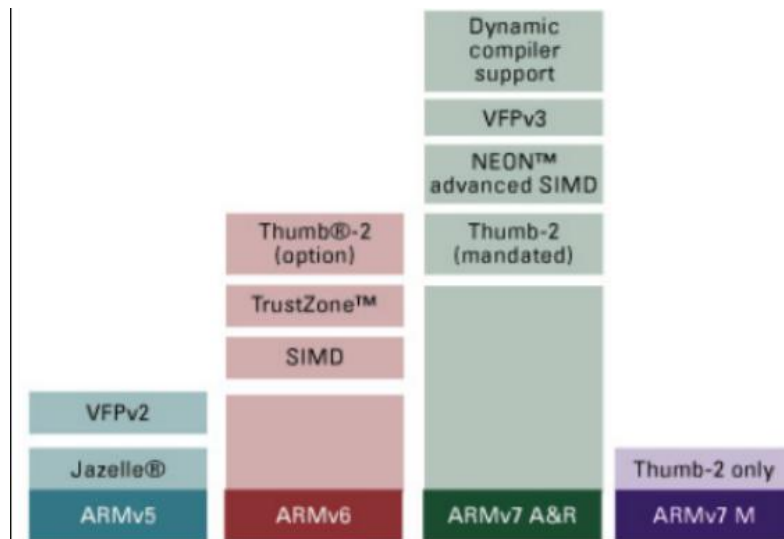 Dynamic
compiler
support
VFPv3
NEON™
advanced SIMD
Thumb®-2
(option)
Thumb-2
(mandated)
TrustZone™
SIMD
VFPv2
Jazelle®
Thumb-2 only
ARMv5
ARMv6
ARMv7 A&R
ARMv7 M